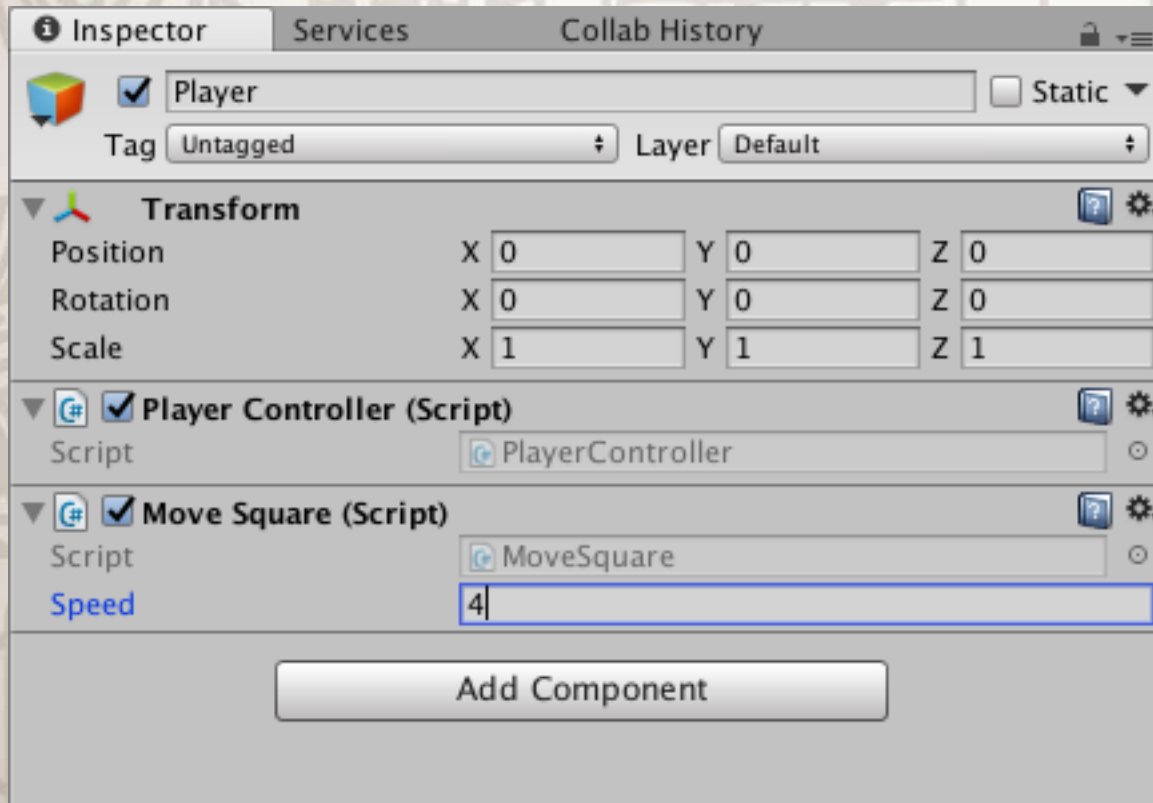 Inspector Services Collab History
Player Static
Tag Untagged Layer Default
Transform
Position X 0 Y 0 Z 0
Rotation X 0 Y 0 Z 0
Scale X 1 Y 1 Z 1
Player Controller (Script)
Script PlayerController
Move Square (Script)
Script MoveSquare
Speed 4
Add Component